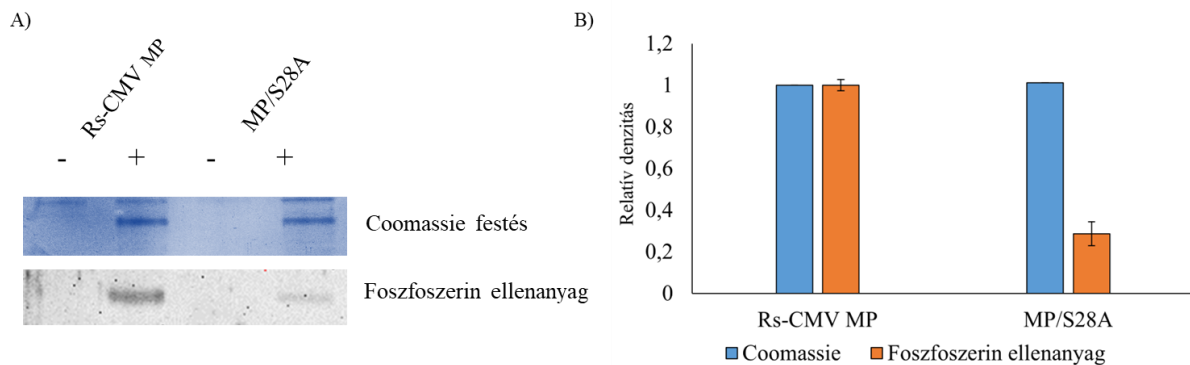 A)
Rs-CMV MP
MP/S28A
- + - +
Coomassie festés
Foszfoszerin ellenanyag
B)
Relatív denzitás
1,2
1
0,8
0,6
0,4
0,2
0
Rs-CMV MP
MP/S28A
Coomassie
Foszfoszerin ellenanyag